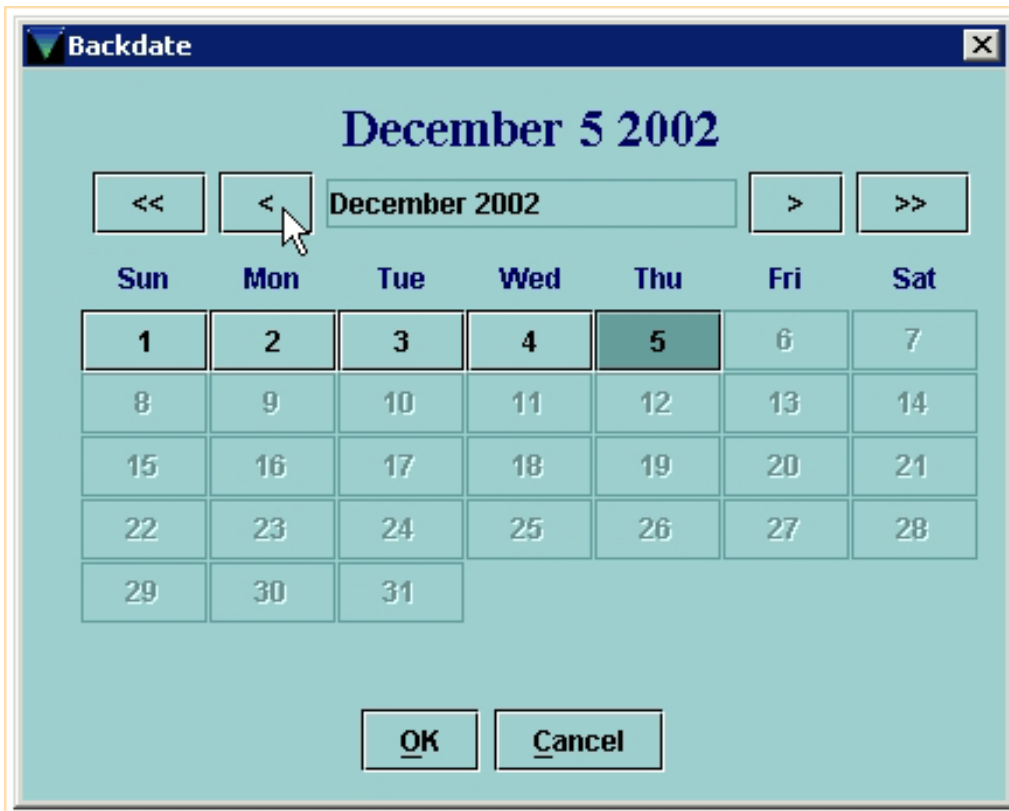 Backdate
December 5 2002
<< < December 2002 > >>
Sun Mon Tue Wed Thu Fri Sat
1 2 3 4 5 6 7
8 9 10 11 12 13 14
15 16 17 18 19 20 21
22 23 24 25 26 27 28
29 30 31
OK Cancel